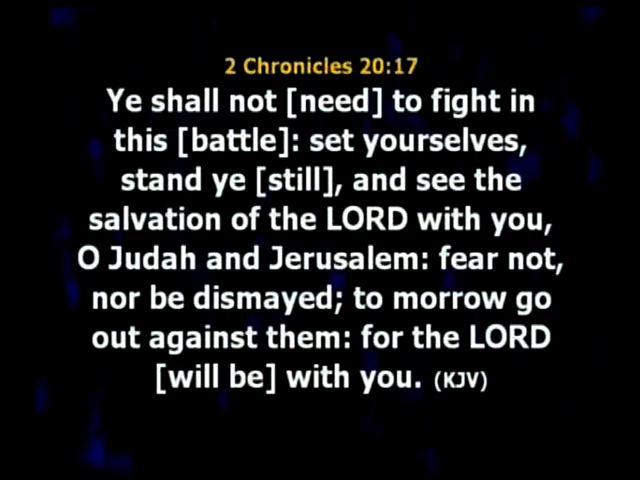 2 Chronicles 20:17
Ye shall not [need] to fight in
this [battle]: set yourselves,
stand ye [still], and see the
salvation of the LORD with you,
O Judah and Jerusalem: fear not,
nor be dismayed; to morrow go
out against them: for the LORD
[will be] with you. (KJV)